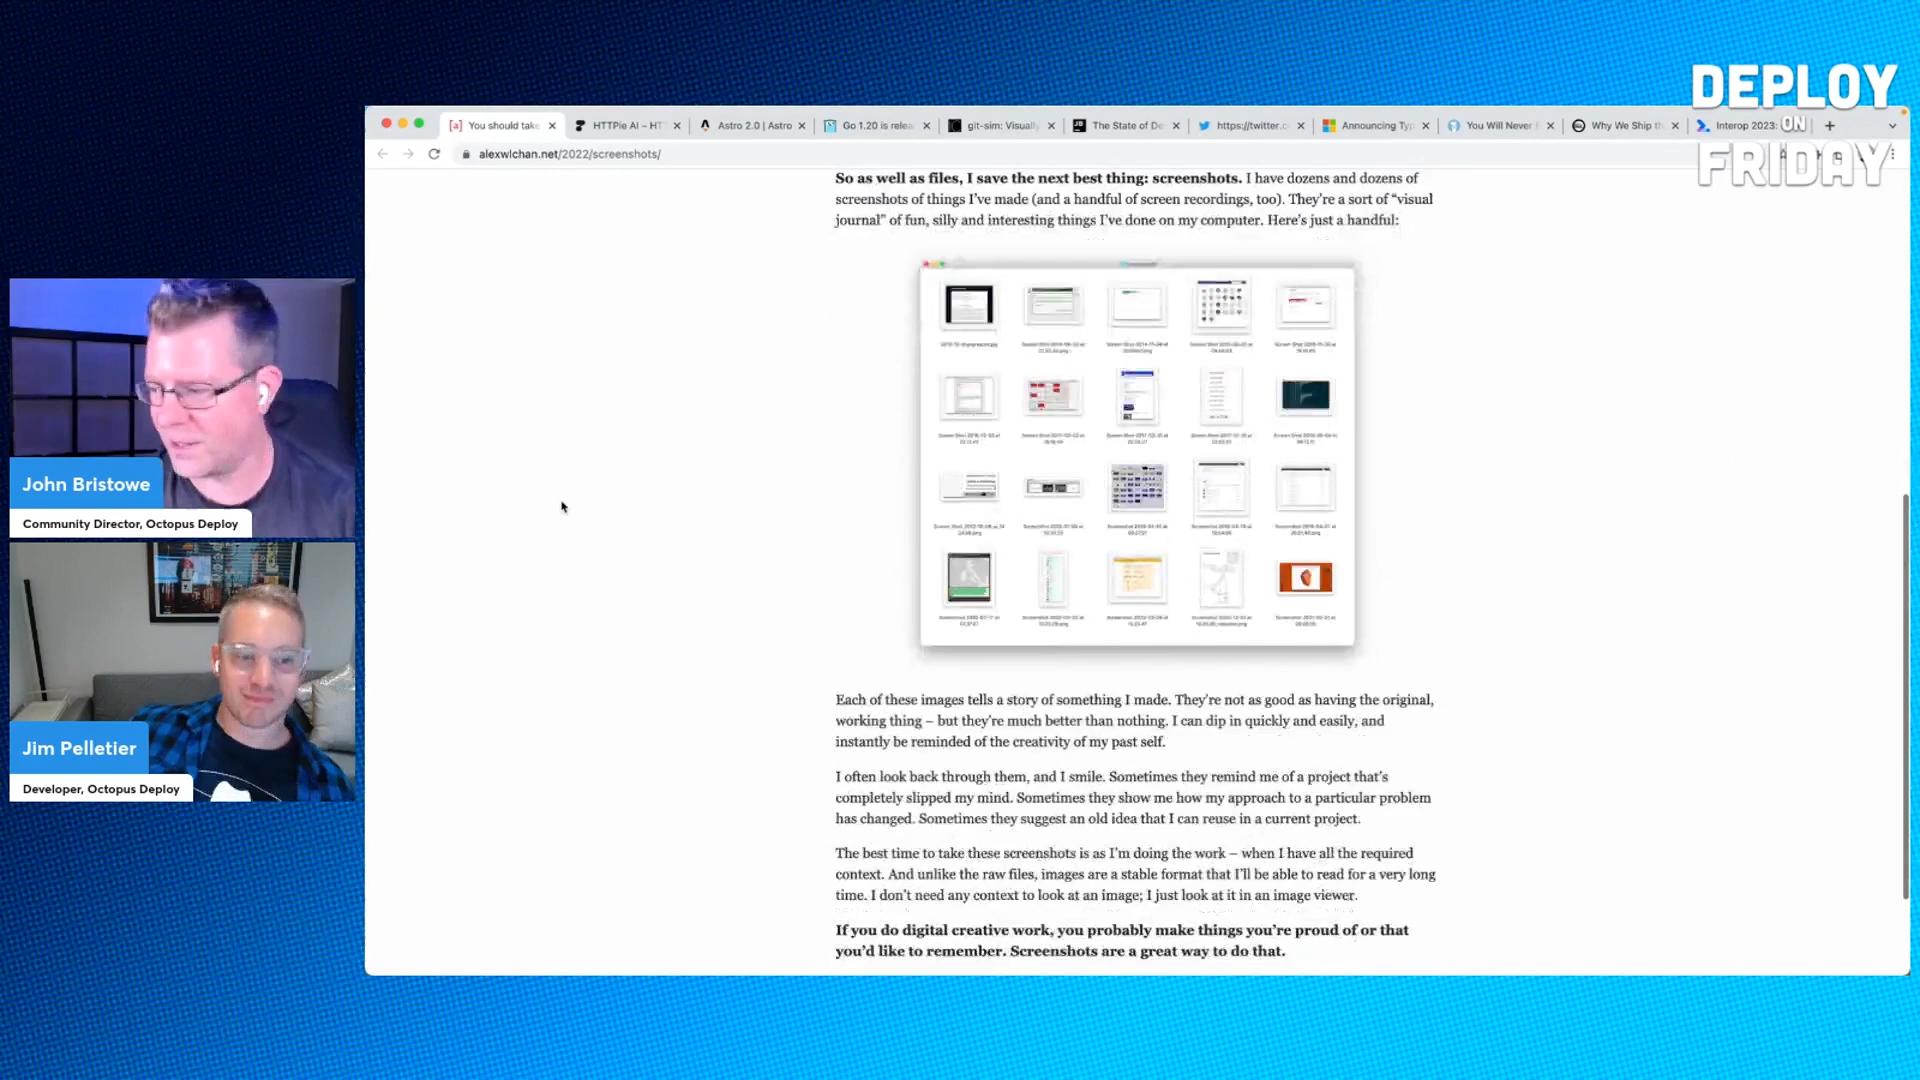 DEPLOY
ON
FRIDAY
[a] You should take
HTTPie AI – HT
Astro 2.0 | Astro
Go 1.20 is relea
git-sim: Visually
The State of De
https://twitter.c
Announcing Typ
You Will Never
Why We Ship th
Interop 2023:
alexwlchan.net/2022/screenshots/
So as well as files, I save the next best thing: screenshots. I have dozens and dozens of
screenshots of things I’ve made (and a handful of screen recordings, too). They’re a sort of “visual
journal” of fun, silly and interesting things I’ve done on my computer. Here’s just a handful:
Each of these images tells a story of something I made. They’re not as good as having the original,
working thing – but they’re much better than nothing. I can dip in quickly and easily, and
instantly be reminded of the creativity of my past self.
I often look back through them, and I smile. Sometimes they remind me of a project that’s
completely slipped my mind. Sometimes they show me how my approach to a particular problem
has changed. Sometimes they suggest an old idea that I can reuse in a current project.
The best time to take these screenshots is as I’m doing the work – when I have all the required
context. And unlike the raw files, images are a stable format that I’ll be able to read for a very long
time. I don’t need any context to look at an image; I just look at it in an image viewer.
If you do digital creative work, you probably make things you’re proud of or that
you’d like to remember. Screenshots are a great way to do that.
John Bristowe
Community Director, Octopus Deploy
Jim Pelletier
Developer, Octopus Deploy